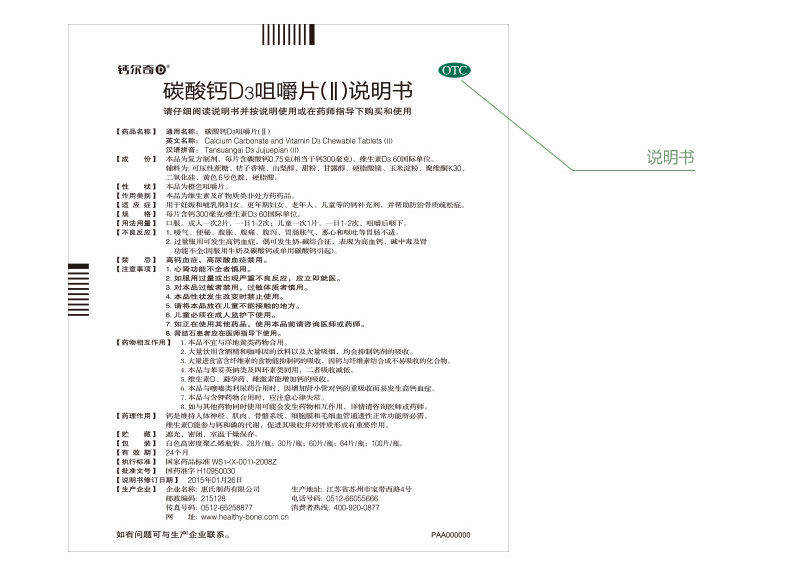 钙尔奇D®
OTC
碳酸钙D3咀嚼片(Ⅱ)说明书
请仔细阅读说明书并按说明使用或在药师指导下购买和使用
说明书
【药品名称】 通用名称： 碳酸钙D3咀嚼片(Ⅱ)
英文名称： Calcium Carbonate and Vitamin D3 Chewable Tablets (II)
汉语拼音： Tansuangai D3 Jujuepian (II)
【成 份】 本品为复方制剂，每片含碳酸钙0.75克(相当于钙300毫克)，维生素D3 60国际单位。
辅料为: 可压性蔗糖、桔子香精、山梨醇、甜粉、甘露醇、硬脂酸镁、玉米淀粉、聚维酮K30、
二氧化硅、黄色6号色淀，硬脂酸。
【性 状】 本品为橙色咀嚼片。
【作用类别】 本品为维生素及矿物质类非处方药药品。
【适 应 症】 用于妊娠和哺乳期妇女、更年期妇女、老年人、儿童等的钙补充剂，并帮助防治骨质疏松症。
【规 格】 每片含钙300毫克/维生素D3 60国际单位。
【用法用量】 口服。成人一次2片，一日1-2次；儿童一次1片，一日1-2次，咀嚼后咽下。
【不良反应】 1. 嗳气、便秘、腹胀、腹痛、腹泻、胃肠胀气、恶心和呕吐等胃肠不适。
2. 过量服用可发生高钙血症，偶可发生奶-碱综合征，表现为高血钙、碱中毒及肾
功能不全(因服用牛奶及碳酸钙或单用碳酸钙引起)。
【禁 忌】 高钙血症、高尿酸血症禁用。
【注意事项】 1. 心肾功能不全者慎用。
2. 如服用过量或出现严重不良反应，应立即就医。
3. 对本品过敏者禁用，过敏体质者慎用。
4. 本品性状发生改变时禁止使用。
5. 请将本品放在儿童不能接触的地方。
6. 儿童必须在成人监护下使用。
7. 如正在使用其他药品，使用本品前请咨询医师或药师。
8. 肾结石患者应在医师指导下使用。
【药物相互作用】 1. 本品不宜与洋地黄类药物合用。
2. 大量饮用含酒精和咖啡因的饮料以及大量吸烟，均会抑制钙剂的吸收。
3. 大量进食富含纤维素的食物能抑制钙的吸收，因钙与纤维素结合成不易吸收的化合物。
4. 本品与苯妥英钠类及四环素类同用，二者吸收减低。
5. 维生素D、避孕药、雌激素能增加钙的吸收。
6. 本品与噻嗪类利尿药合用时，因增加肾小管对钙的重吸收而易发生高钙血症。
7. 本品与含钾药物合用时，应注意心律失常。
8. 如与其他药物同时使用可能会发生药物相互作用，详情请咨询医师或药师。
【药理作用】 钙是维持人体神经、肌肉、骨骼系统、细胞膜和毛细血管通透性正常功能所必需。
维生素D能参与钙和磷的代谢，促进其吸收并对骨质形成有重要作用。
【贮 藏】 遮光，密闭，室温干燥保存。
【包 装】 白色高密度聚乙烯瓶装。28片/瓶；30片/瓶；60片/瓶；64片/瓶；100片/瓶。
【有 效 期】 24个月
【执行标准】 国家药品标准 WS1-(X-001)-2008Z
【批准文号】 国药准字 H10950030
【说明书修订日期】 2015年01月26日
【生产企业】 企业名称: 惠氏制药有限公司 生产地址: 江苏省苏州市宝带西路4号
邮政编码: 215128 电话号码: 0512-66055666
传真号码: 0512-65258877 消费者热线: 400-920-0877
网 址: www.healthy-bone.com.cn
如有问题可与生产企业联系。 PAA000000